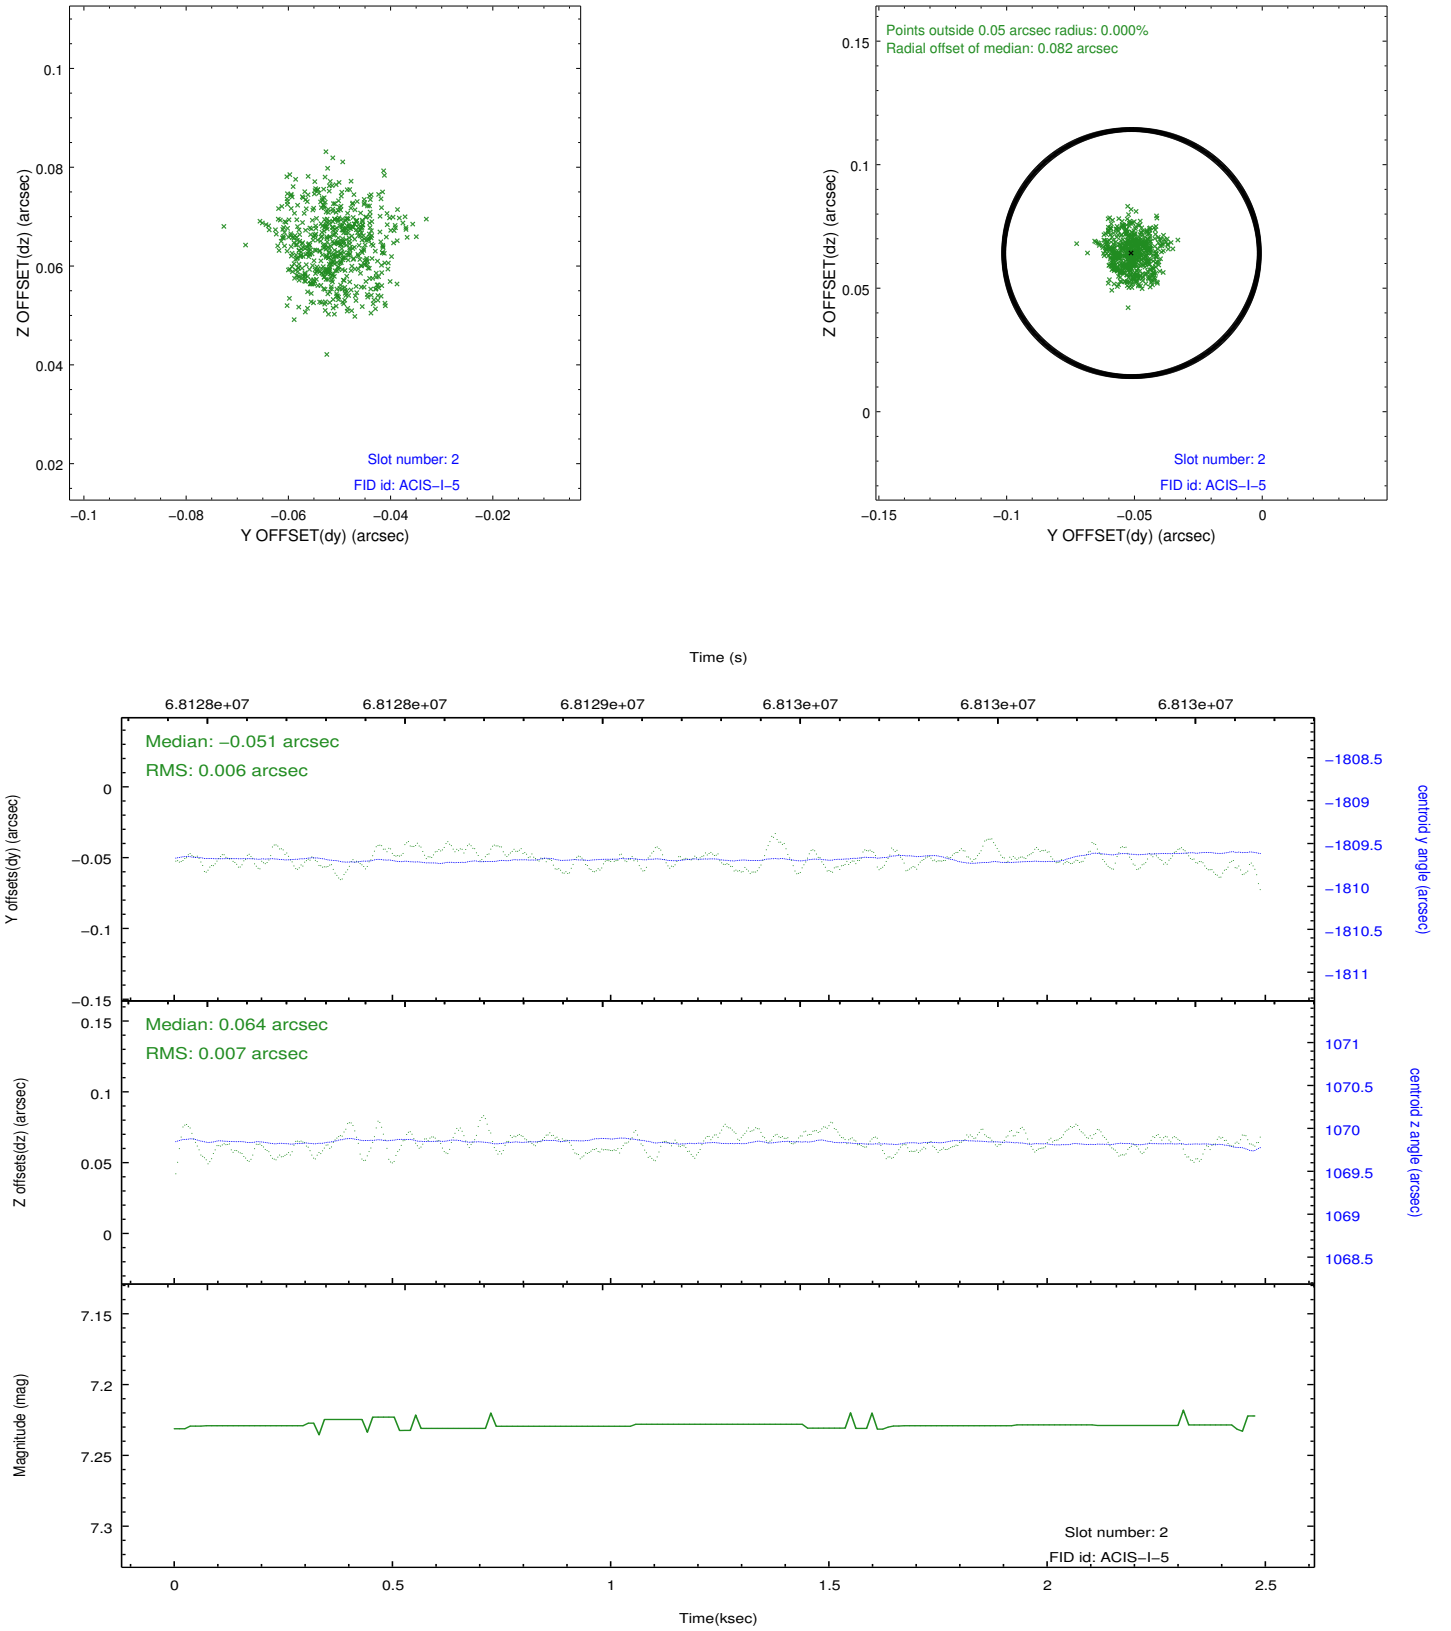 0.1
0.08
0.06
0.04
0.02
Z OFFSET(dz) (arcsec)
Slot number: 2
FID id: ACIS−I−5
−0.1
−0.08
−0.06
−0.04
−0.02
Y OFFSET(dy) (arcsec)
Points outside 0.05 arcsec radius: 0.000%
Radial offset of median: 0.082 arcsec
0.15
0.1
0.05
0
Z OFFSET(dz) (arcsec)
Slot number: 2
FID id: ACIS−I−5
−0.15
−0.1
−0.05
0
Y OFFSET(dy) (arcsec)
Time (s)
6.8128e+07
6.8128e+07
6.8129e+07
6.813e+07
6.813e+07
6.813e+07
Median: −0.051 arcsec
RMS: 0.006 arcsec
0
−0.05
−0.1
−0.15
Y offsets(dy) (arcsec)
−1808.5
−1809
−1809.5
−1810
−1810.5
−1811
centroid y angle (arcsec)
Median: 0.064 arcsec
RMS: 0.007 arcsec
0.15
0.1
0.05
0
Z offsets(dz) (arcsec)
1071
1070.5
1070
1069.5
1069
1068.5
centroid z angle (arcsec)
7.15
7.2
7.25
7.3
Magnitude (mag)
Slot number: 2
FID id: ACIS−I−5
0
0.5
1
1.5
2
2.5
Time(ksec)